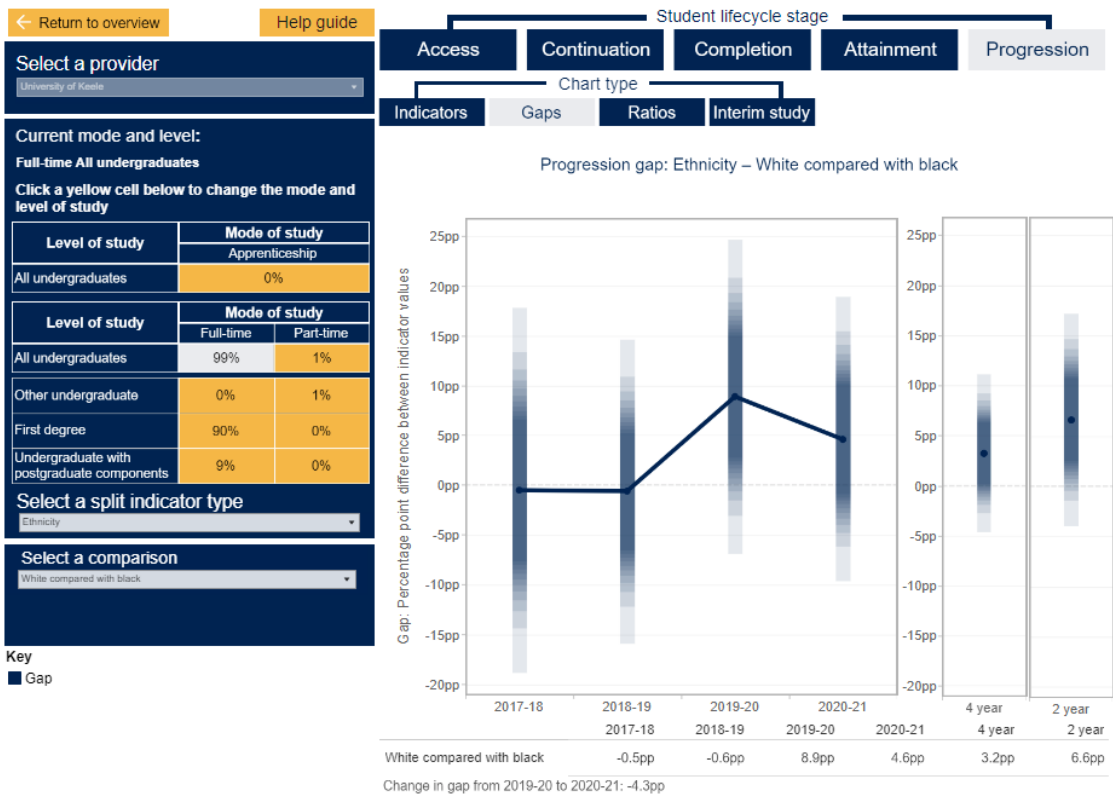 ← Return to overview
Help guide
Select a provider
University of Keele
Current mode and level:
Full-time All undergraduates
Click a yellow cell below to change the mode and
level of study
Level of study
Mode of study
Apprenticeship
All undergraduates 0%
Level of study
Mode of study
Full-time Part-time
All undergraduates 99% 1%
Other undergraduate 0% 1%
First degree 90% 0%
Undergraduate with
postgraduate components 9% 0%
Select a split indicator type
Ethnicity
Select a comparison
White compared with black
Key
Gap
Student lifecycle stage
Access Continuation Completion Attainment Progression
Chart type
Indicators Gaps Ratios Interim study
Progression gap: Ethnicity – White compared with black
Gap: Percentage point difference between indicator values
25pp
20pp
15pp
10pp
5pp
0pp
-5pp
-10pp
-15pp
-20pp
2017-18 2018-19 2019-20 2020-21
25pp
20pp
15pp
10pp
5pp
0pp
-5pp
-10pp
-15pp
-20pp
4 year 2 year
2017-18 2018-19 2019-20 2020-21 4 year 2 year
White compared with black -0.5pp -0.6pp 8.9pp 4.6pp 3.2pp 6.6pp
Change in gap from 2019-20 to 2020-21: -4.3pp